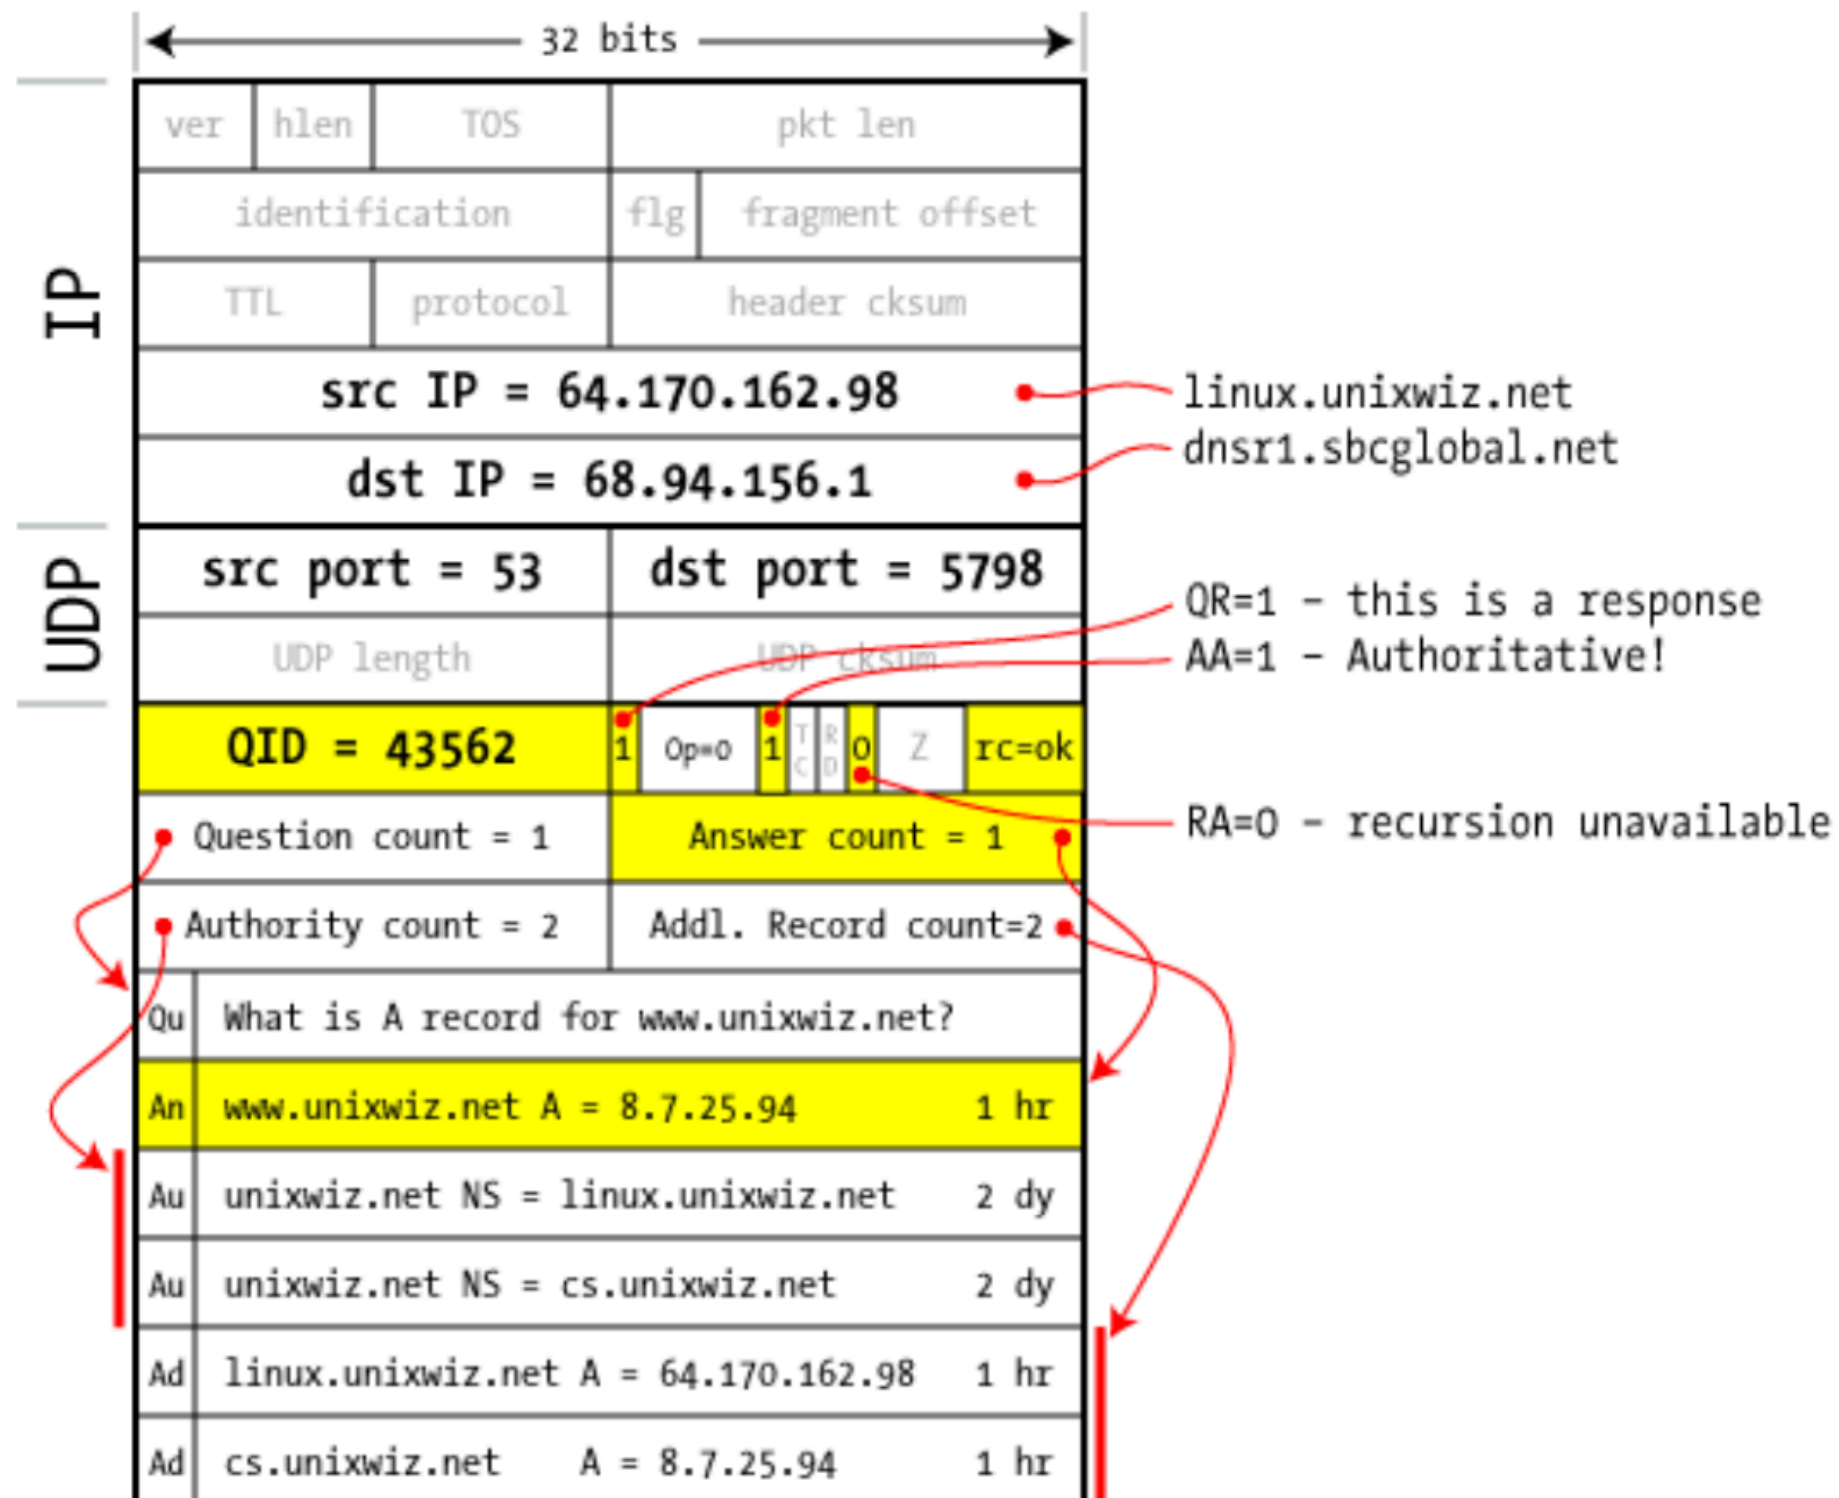 32 bits
ver hlen TOS pkt len
identification flg fragment offset
TTL protocol header cksum
IP
src IP = 64.170.162.98
linux.unixwiz.net
dst IP = 68.94.156.1
dnsr1.sbcglobal.net
UDP
src port = 53 dst port = 5798
QR=1 – this is a response
UDP length UDP cksum
AA=1 – Authoritative!
QID = 43562 1 Op=0 1 TC RD 0 Z rc=ok
RA=0 – recursion unavailable
Question count = 1 Answer count = 1
Authority count = 2 Addl. Record count=2
Qu What is A record for www.unixwiz.net?
An www.unixwiz.net A = 8.7.25.94 1 hr
Au unixwiz.net NS = linux.unixwiz.net 2 dy
Au unixwiz.net NS = cs.unixwiz.net 2 dy
Ad linux.unixwiz.net A = 64.170.162.98 1 hr
Ad cs.unixwiz.net A = 8.7.25.94 1 hr